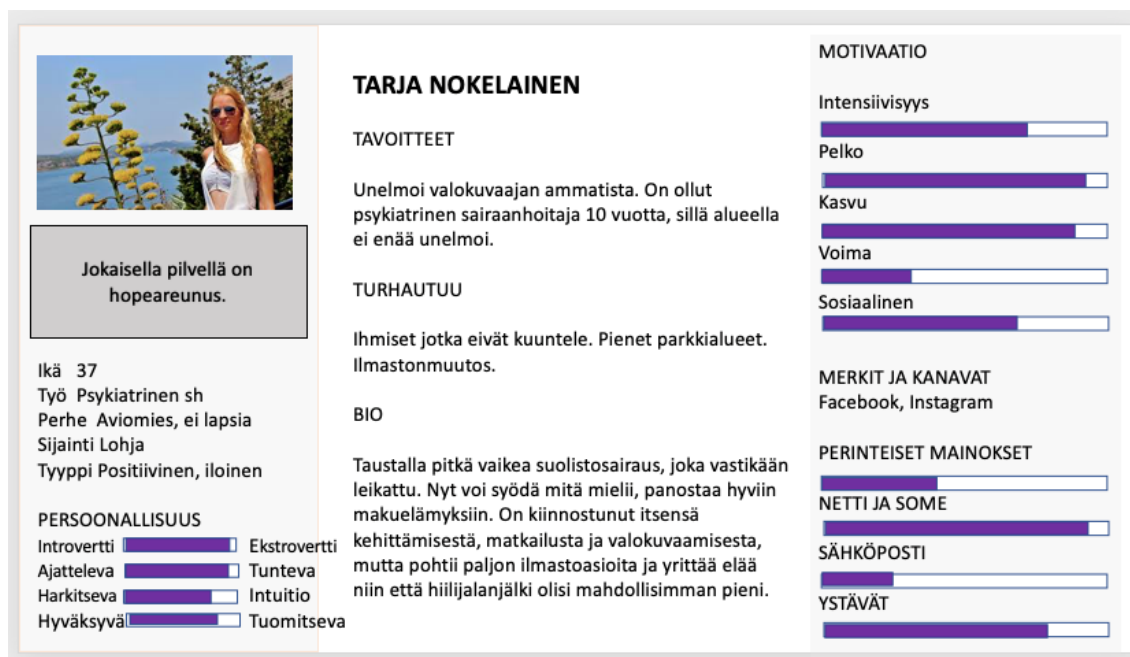 Jokaisella pilvellä on
hopeareunus.
Ikä 37
Työ Psykiatrinen sh
Perhe Aviomies, ei lapsia
Sijainti Lohja
Tyyppi Positiivinen, iloinen
PERSOONALLISUUS
Introvertti Ekstrovertti
Ajatteleva Tunteva
Harkitseva Intuitio
Hyväksyvä Tuomitseva
TARJA NOKELAINEN
TAVOITTEET
Unelmoi valokuvaajan ammatista. On ollut
psykiatrinen sairaanhoitaja 10 vuotta, sillä alueella
ei enää unelmoi.
TURHAUTUU
Ihmiset jotka eivät kuuntele. Pienet parkkialueet.
Ilmastonmuutos.
BIO
Taustalla pitkä vaikea suolistosairaus, joka vastikään
leikattu. Nyt voi syödä mitä mielii, panostaa hyviin
makuelämyksiin. On kiinnostunut itsensä
kehittämisestä, matkailusta ja valokuvaamisesta,
mutta pohtii paljon ilmastoasioita ja yrittää elää
niin että hiilijalanjälki olisi mahdollisimman pieni.
MOTIVAATIO
Intensiivisyys
Pelko
Kasvu
Voima
Sosiaalinen
MERKIT JA KANAVAT
Facebook, Instagram
PERINTEISET MAINOKSET
NETTI JA SOME
SÄHKÖPOSTI
YSTÄVÄT